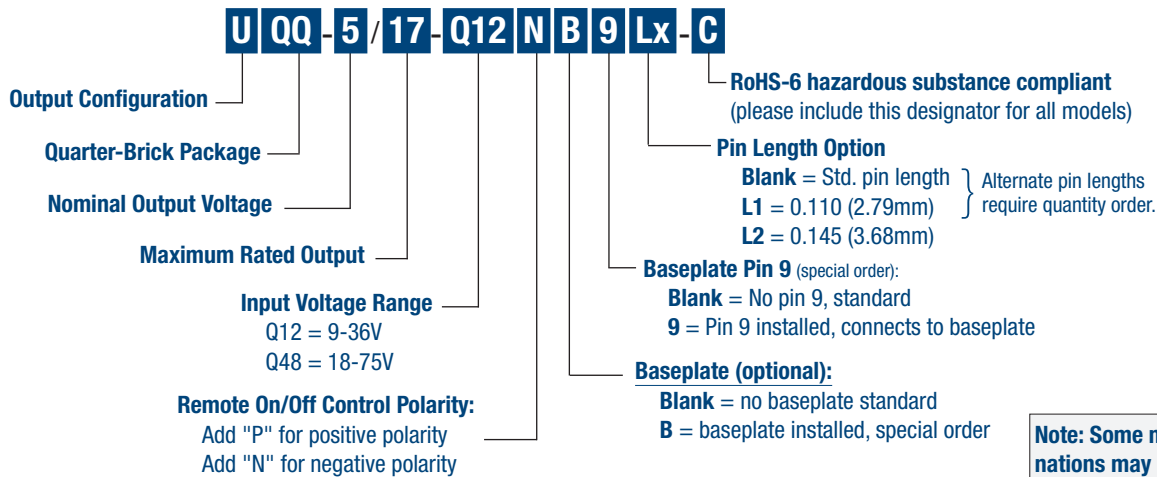 U QQ - 5 / 17 - Q12 N B 9 Lx - C
RoHS-6 hazardous substance compliant
(please include this designator for all models)
Output Configuration
Pin Length Option
Blank = Std. pin length
L1 = 0.110 (2.79mm)
L2 = 0.145 (3.68mm)
Alternate pin lengths
require quantity order.
Quarter-Brick Package
Nominal Output Voltage
Maximum Rated Output
Baseplate Pin 9 (special order):
Blank = No pin 9, standard
9 = Pin 9 installed, connects to baseplate
Input Voltage Range
Q12 = 9-36V
Q48 = 18-75V
Baseplate (optional):
Blank = no baseplate standard
B = baseplate installed, special order
Remote On/Off Control Polarity:
Add "P" for positive polarity
Add "N" for negative polarity
Note: Some
nations may